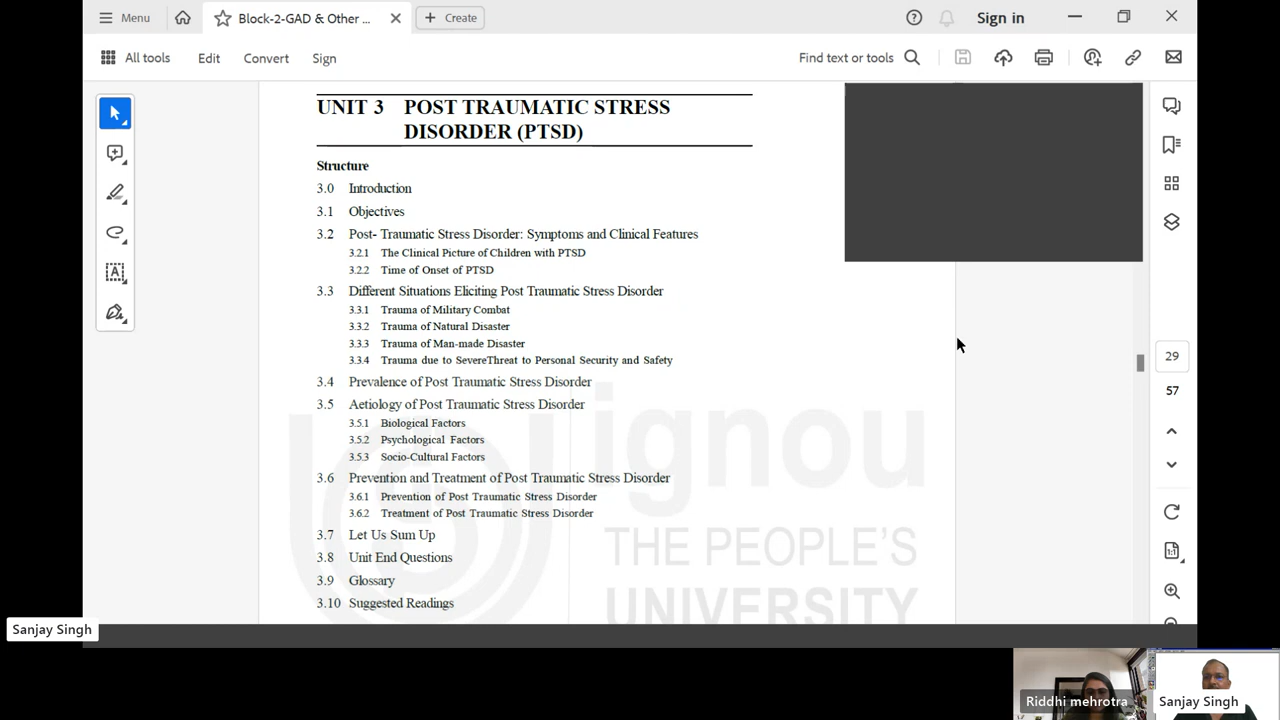 Menu
Block-2-GAD & Other ...
Create
Sign in
All tools
Edit
Convert
Sign
Find text or tools
UNIT 3 POST TRAUMATIC STRESS
DISORDER (PTSD)
Structure
3.0 Introduction
3.1 Objectives
3.2 Post- Traumatic Stress Disorder: Symptoms and Clinical Features
3.2.1 The Clinical Picture of Children with PTSD
3.2.2 Time of Onset of PTSD
3.3 Different Situations Eliciting Post Traumatic Stress Disorder
3.3.1 Trauma of Military Combat
3.3.2 Trauma of Natural Disaster
3.3.3 Trauma of Man-made Disaster
3.3.4 Trauma due to SevereThreat to Personal Security and Safety
3.4 Prevalence of Post Traumatic Stress Disorder
3.5 Aetiology of Post Traumatic Stress Disorder
3.5.1 Biological Factors
3.5.2 Psychological Factors
3.5.3 Socio-Cultural Factors
3.6 Prevention and Treatment of Post Traumatic Stress Disorder
3.6.1 Prevention of Post Traumatic Stress Disorder
3.6.2 Treatment of Post Traumatic Stress Disorder
3.7 Let Us Sum Up
3.8 Unit End Questions
3.9 Glossary
3.10 Suggested Readings
ignou
THE PEOPLE'S
UNIVERSITY
29
57
1:1
Sanjay Singh
Riddhi mehrotra
Sanjay Singh